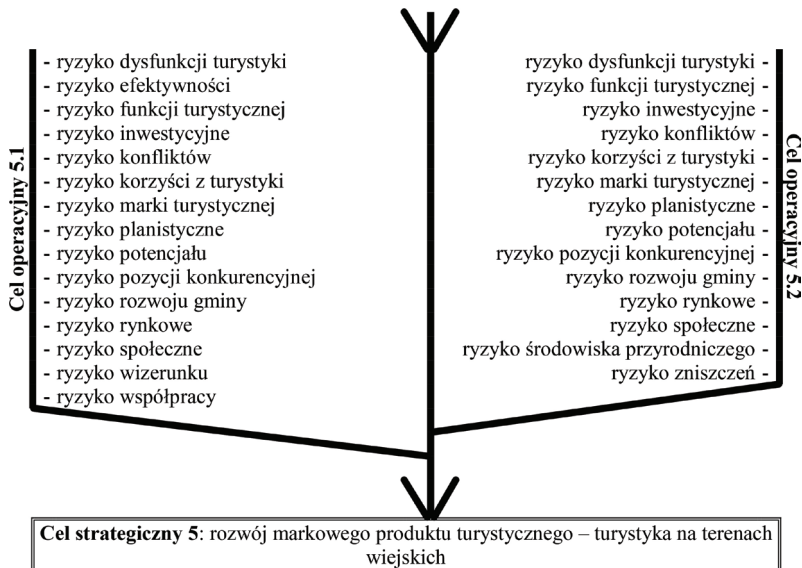 Cel operacyjny 5.1
- ryzyko dysfunkcji turystyki
- ryzyko efektywności
- ryzyko funkcji turystycznej
- ryzyko inwestycyjne
- ryzyko konfliktów
- ryzyko korzyści z turystyki
- ryzyko marki turystycznej
- ryzyko planistyczne
- ryzyko potencjału
- ryzyko pozycji konkurencyjnej
- ryzyko rozwoju gminy
- ryzyko rynkowe
- ryzyko społeczne
- ryzyko wizerunku
- ryzyko współpracy
ryzyko dysfunkcji turystyki -
ryzyko funkcji turystycznej -
ryzyko inwestycyjne -
ryzyko konfliktów -
ryzyko korzyści z turystyki -
ryzyko marki turystycznej -
ryzyko planistyczne -
ryzyko potencjału -
ryzyko pozycji konkurencyjnej -
ryzyko rozwoju gminy -
ryzyko rynkowe -
ryzyko społeczne -
ryzyko środowiska przyrodniczego -
ryzyko zniszczeń -
Cel operacyjny 5.2
Cel strategiczny 5: rozwój markowego produktu turystycznego – turystyka na terenach
wiejskich